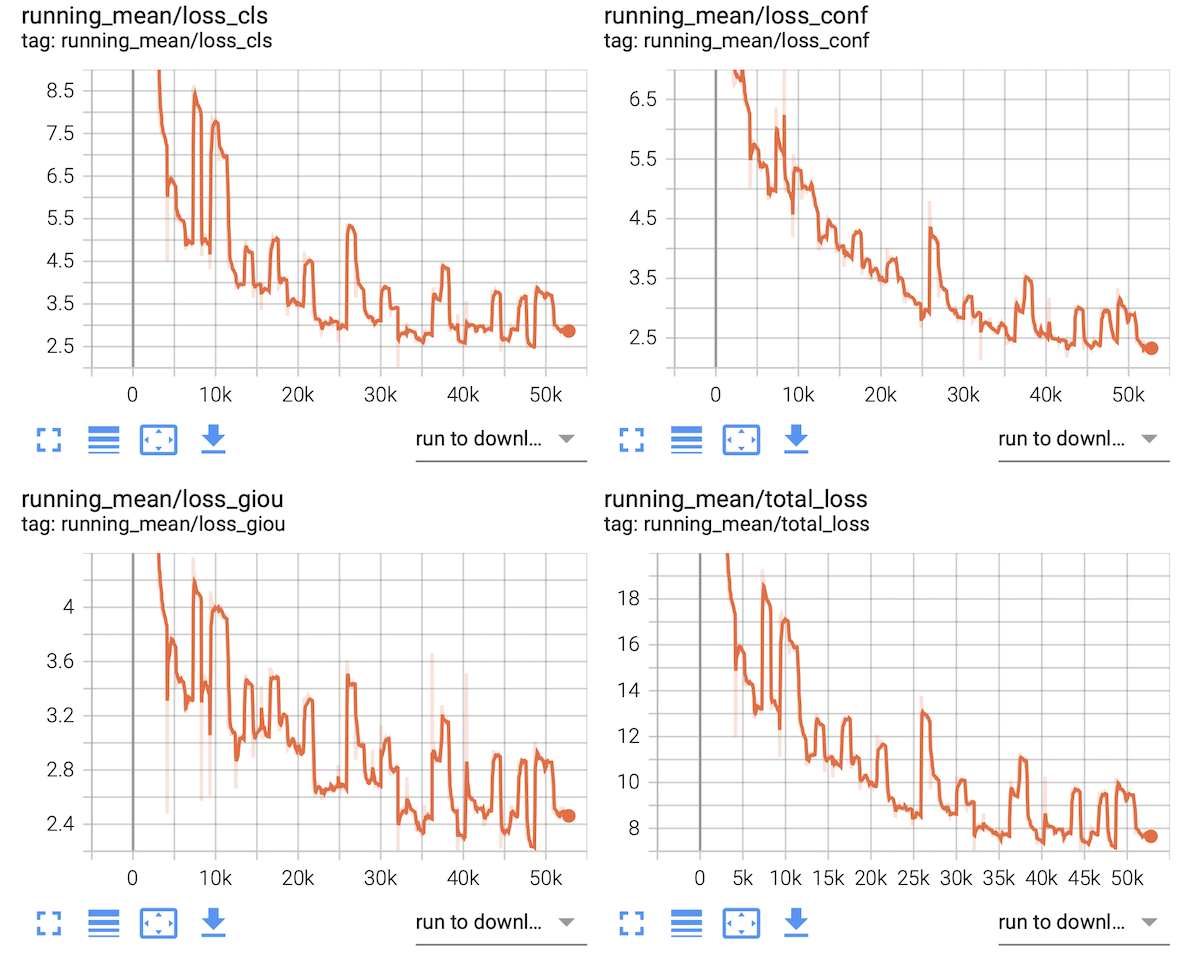 running_mean/loss_cls
tag: running_mean/loss_cls
8.5
7.5
6.5
5.5
4.5
3.5
2.5
0 10k 20k 30k 40k 50k
run to downl...
running_mean/loss_conf
tag: running_mean/loss_conf
6.5
5.5
4.5
3.5
2.5
0 10k 20k 30k 40k 50k
run to downl...
running_mean/loss_giou
tag: running_mean/loss_giou
4
3.6
3.2
2.8
2.4
0 10k 20k 30k 40k 50k
run to downl...
running_mean/total_loss
tag: running_mean/total_loss
18
16
14
12
10
8
0 5k 10k 15k 20k 25k 30k 35k 40k 45k 50k
run to downl...